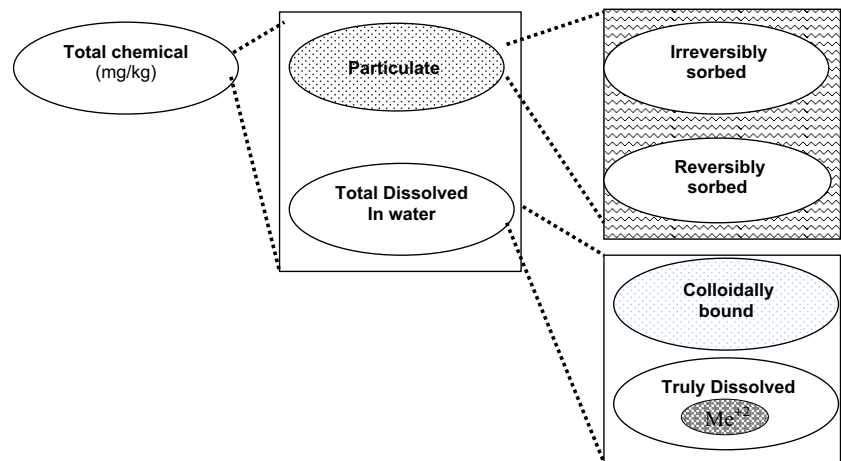 Total chemical
(mg/kg)
Particulate
Total Dissolved
In water
Irreversibly
sorbed
Reversibly
sorbed
Colloidally
bound
Truly Dissolved
Me⁺²